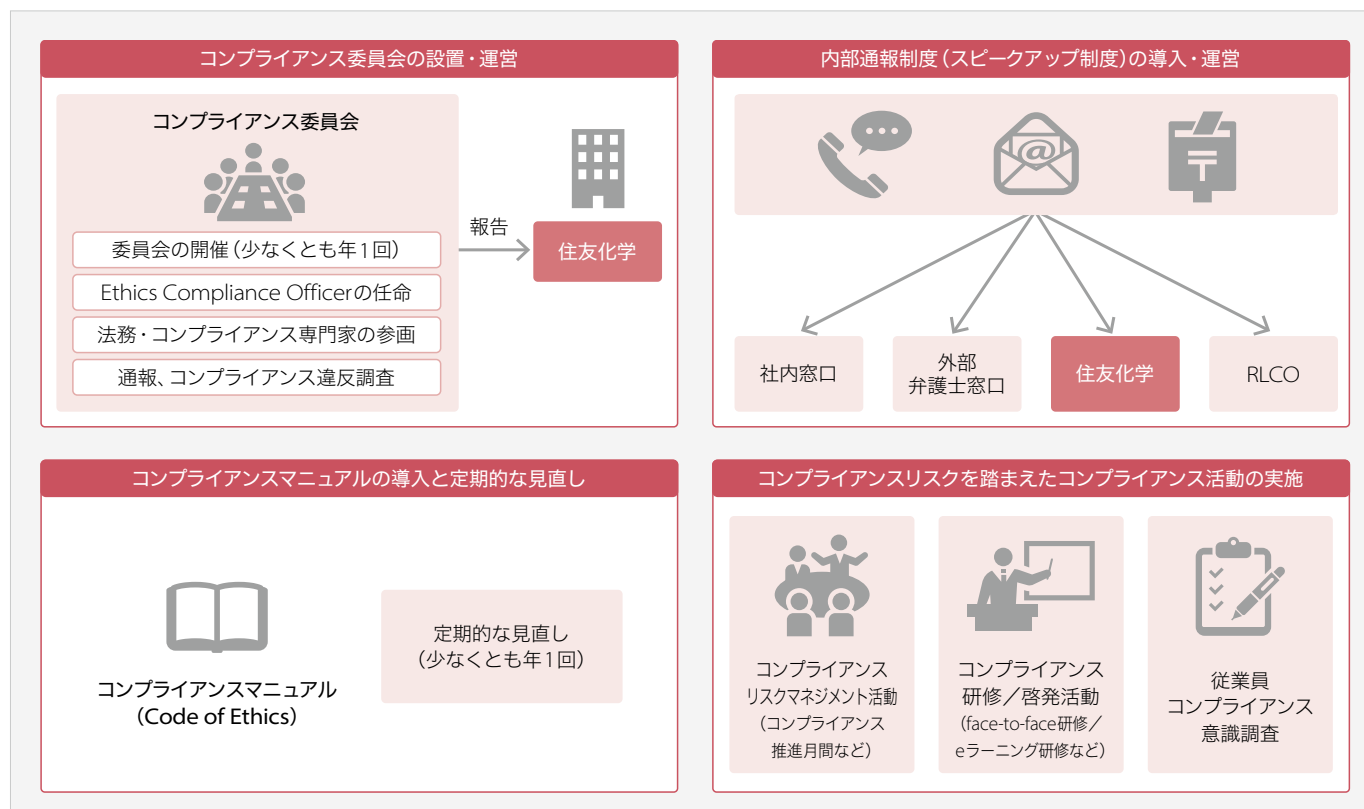 コンプライアンス委員会の設置・運営
コンプライアンス委員会
委員会の開催(少なくとも年1回)
Ethics Compliance Officerの任命
法務・コンプライアンス専門家の参画
通報、コンプライアンス違反調査
報告
住友化学
内部通報制度(スピークアップ制度)の導入・運営
@
〒
社内窓口
外部
弁護士窓口
住友化学
RLCO
コンプライアンスマニュアルの導入と定期的な見直し
コンプライアンスマニュアル
(Code of Ethics)
定期的な見直し
(少なくとも年1回)
コンプライアンスリスクを踏まえたコンプライアンス活動の実施
コンプライアンス
リスクマネジメント活動
(コンプライアンス
推進月間など)
コンプライアンス
研修/啓発活動
(face-to-face研修/
eラーニング研修など)
従業員
コンプライアンス
意識調査